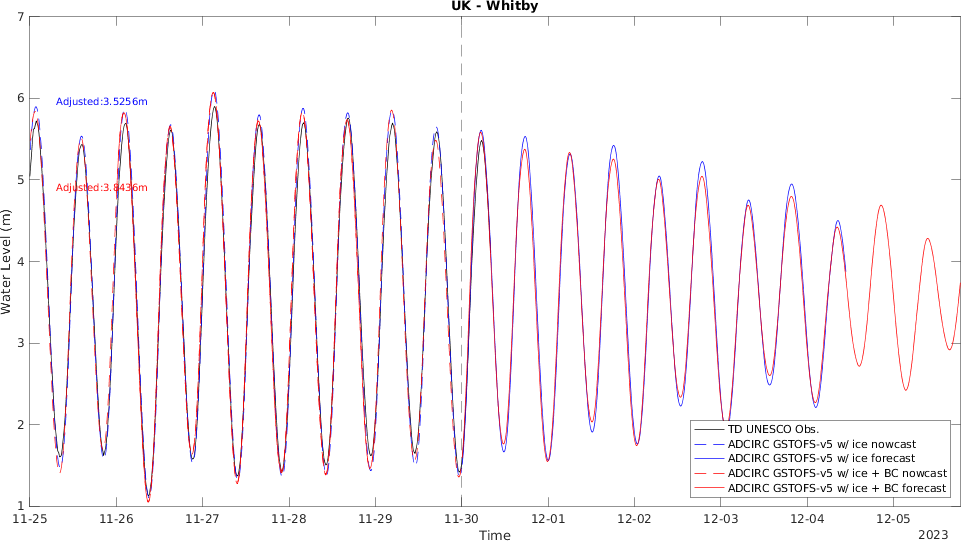 UK - Whitby
7
6
5
4
3
2
1
Water Level (m)
Adjusted:3.5256m
Adjusted:3.8436m
TD UNESCO Obs.
ADCIRC GSTOFS-v5 w/ ice nowcast
ADCIRC GSTOFS-v5 w/ ice forecast
ADCIRC GSTOFS-v5 w/ ice + BC nowcast
ADCIRC GSTOFS-v5 w/ ice + BC forecast
11-25 11-26 11-27 11-28 11-29 11-30 12-01 12-02 12-03 12-04 12-05
Time
2023